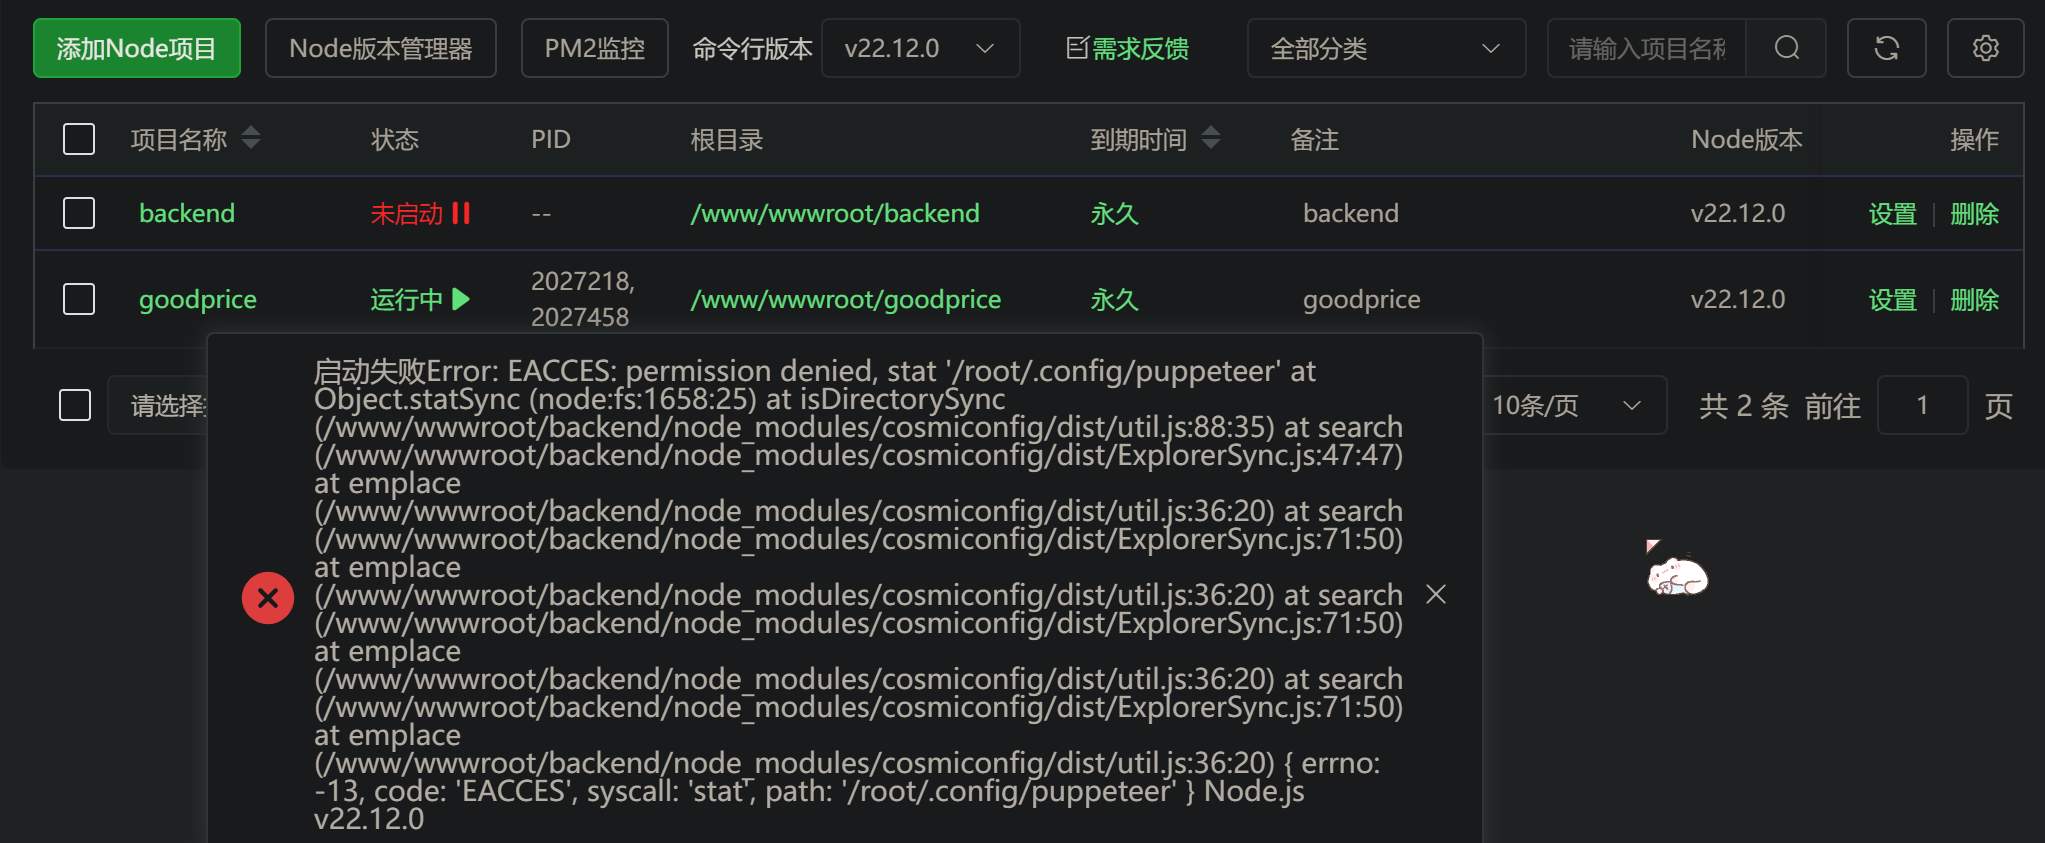 添加Node项目 Node版本管理器 PM2监控 命令行版本 v22.12.0 需求反馈 全部分类 请输入项目名称
项目名称 状态 PID 根目录 到期时间 备注 Node版本 操作
backend 未启动 -- /www/wwwroot/backend 永久 backend v22.12.0 设置 | 删除
goodprice 运行中 2027218, 2027458 /www/wwwroot/goodprice 永久 goodprice v22.12.0 设置 | 删除
请选择 10条/页 共 2 条 前往 1 页
启动失败Error: EACCES: permission denied, stat '/root/.config/puppeteer' at
Object.statSync (node:fs:1658:25) at isDirectorySync
(/www/wwwroot/backend/node_modules/cosmiconfig/dist/util.js:88:35) at search
(/www/wwwroot/backend/node_modules/cosmiconfig/dist/ExplorerSync.js:47:47)
at emplace
(/www/wwwroot/backend/node_modules/cosmiconfig/dist/util.js:36:20) at search
(/www/wwwroot/backend/node_modules/cosmiconfig/dist/ExplorerSync.js:71:50)
at emplace
(/www/wwwroot/backend/node_modules/cosmiconfig/dist/util.js:36:20) at search
(/www/wwwroot/backend/node_modules/cosmiconfig/dist/ExplorerSync.js:71:50)
at emplace
(/www/wwwroot/backend/node_modules/cosmiconfig/dist/util.js:36:20) at search
(/www/wwwroot/backend/node_modules/cosmiconfig/dist/ExplorerSync.js:71:50)
at emplace
(/www/wwwroot/backend/node_modules/cosmiconfig/dist/util.js:36:20) { errno:
-13, code: 'EACCES', syscall: 'stat', path: '/root/.config/puppeteer' } Node.js
v22.12.0